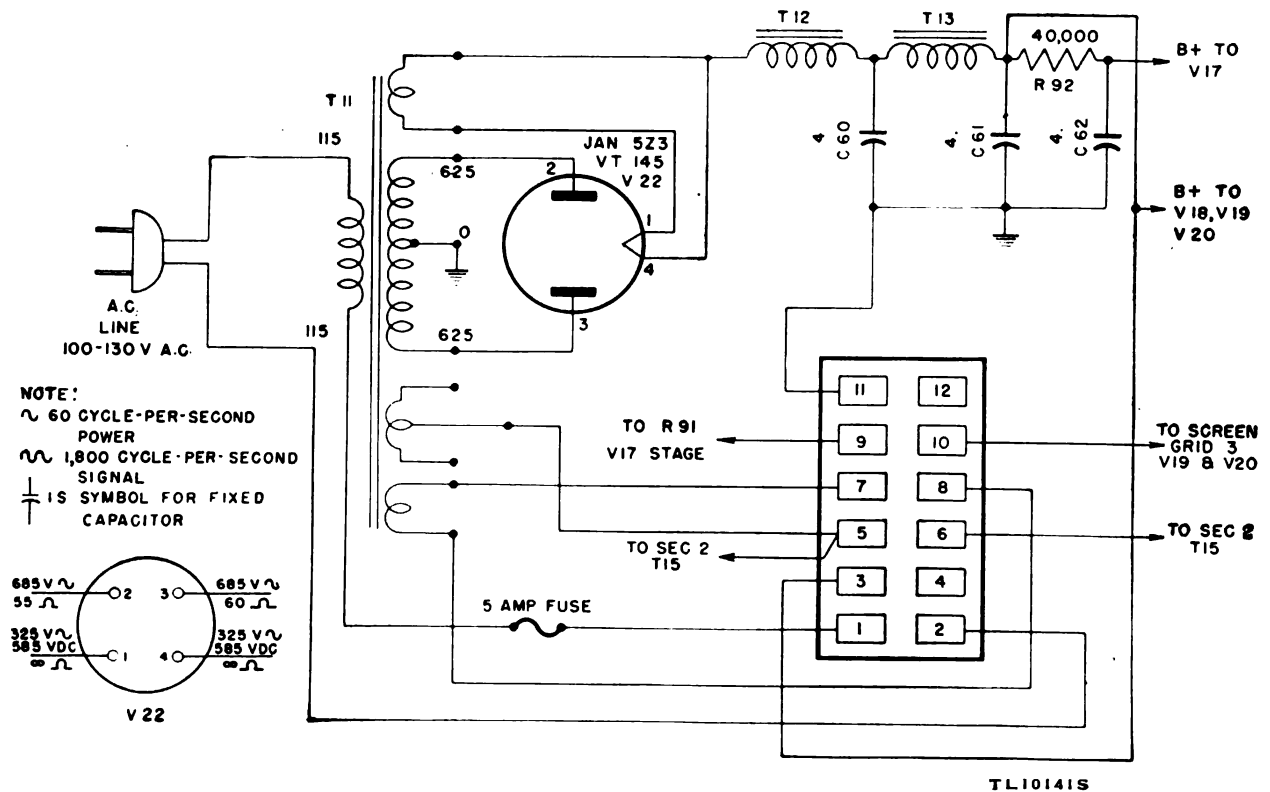 T 12
T 13
40,000
R 92
B+ TO
V17
T 11
115
625
JAN 5Z3
VT 145
V 22
2
1
4
3
0
4
C 60
4.
C 61
4.
C 62
B+ TO
V18, V19
V 20
A.C.
LINE
100-130 V A.C.
115
625
NOTE:
∿ 60 CYCLE-PER-SECOND
POWER
∿∿ 1,800 CYCLE-PER-SECOND
SIGNAL
IS SYMBOL FOR FIXED
CAPACITOR
11 12
9 10
7 8
5 6
3 4
1 2
TO R 91
V17 STAGE
TO SCREEN
GRID 3
V19 & V20
TO SEC 2
T15
TO SEC 2
T15
5 AMP FUSE
685 V ∿
55 Ω
2
3
685 V ∿
60 Ω
325 V ∿
585 VDC
∞ Ω
1
4
325 V ∿
585 VDC
∞ Ω
V 22
TL10141S